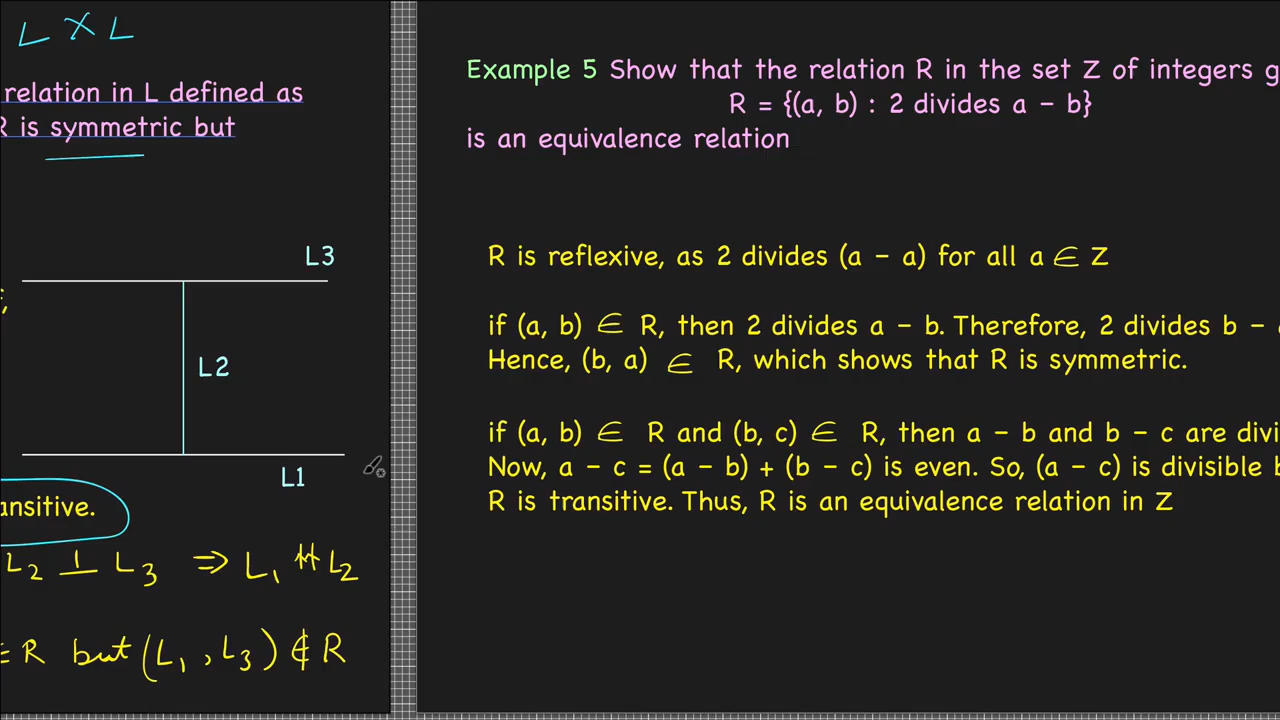 L X L
relation in L defined as
R is symmetric but
L3
L2
L1
ansitive.
L2 ⊥ L3 ⇒ L1 ∦ L2
∈ R but (L1, L3) ∉ R
Example 5 Show that the relation R in the set Z of integers g
R = {(a, b) : 2 divides a − b}
is an equivalence relation
R is reflexive, as 2 divides (a − a) for all a ∈ Z
if (a, b) ∈ R, then 2 divides a − b. Therefore, 2 divides b −
Hence, (b, a) ∈ R, which shows that R is symmetric.
if (a, b) ∈ R and (b, c) ∈ R, then a − b and b − c are divi
Now, a − c = (a − b) + (b − c) is even. So, (a − c) is divisible b
R is transitive. Thus, R is an equivalence relation in Z